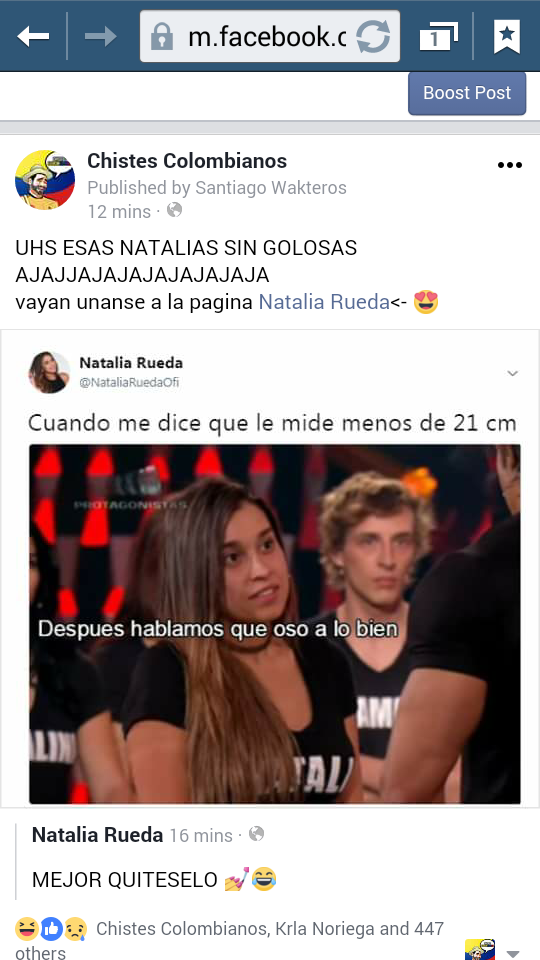 m.facebook.c
1
Boost Post
Chistes Colombianos
Published by Santiago Wakteros
12 mins ·
UHS ESAS NATALIAS SIN GOLOSAS
AJAJJAJAJAJAJAJAJAJA
vayan unanse a la pagina Natalia Rueda<- 😍
Natalia Rueda
@NataliaRuedaOfi
Cuando me dice que le mide menos de 21 cm
PROTAGONISTAS
Despues hablamos que oso a lo bien
Natalia Rueda 16 mins ·
MEJOR QUITESELO 💅😂
Chistes Colombianos, Krla Noriega and 447
others